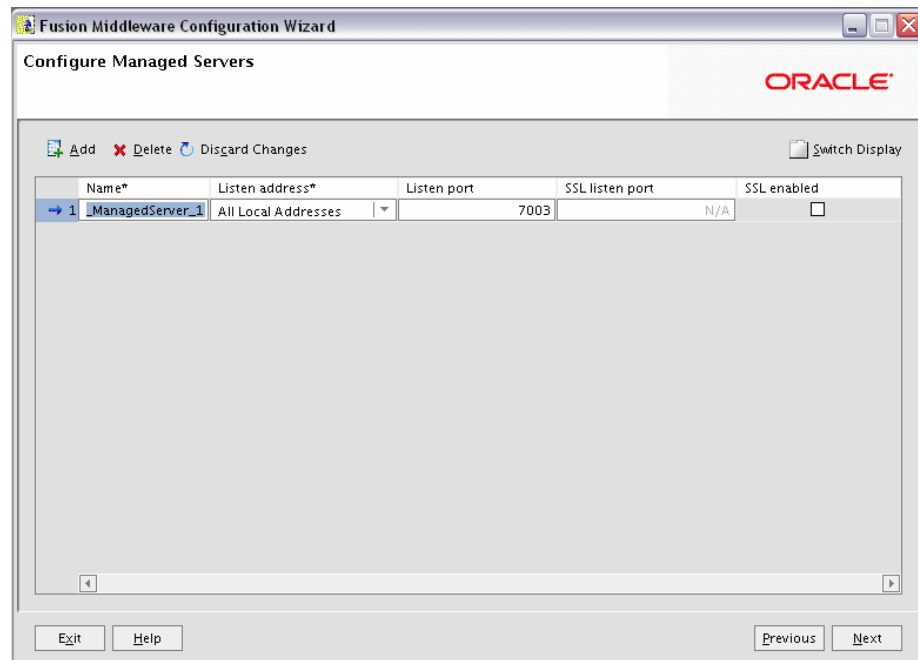 Fusion Middleware Configuration Wizard
Configure Managed Servers
ORACLE
Add Delete Discard Changes Switch Display
Name* Listen address* Listen port SSL listen port SSL enabled
1 _ManagedServer_1 All Local Addresses 7003 N/A
Exit Help Previous Next